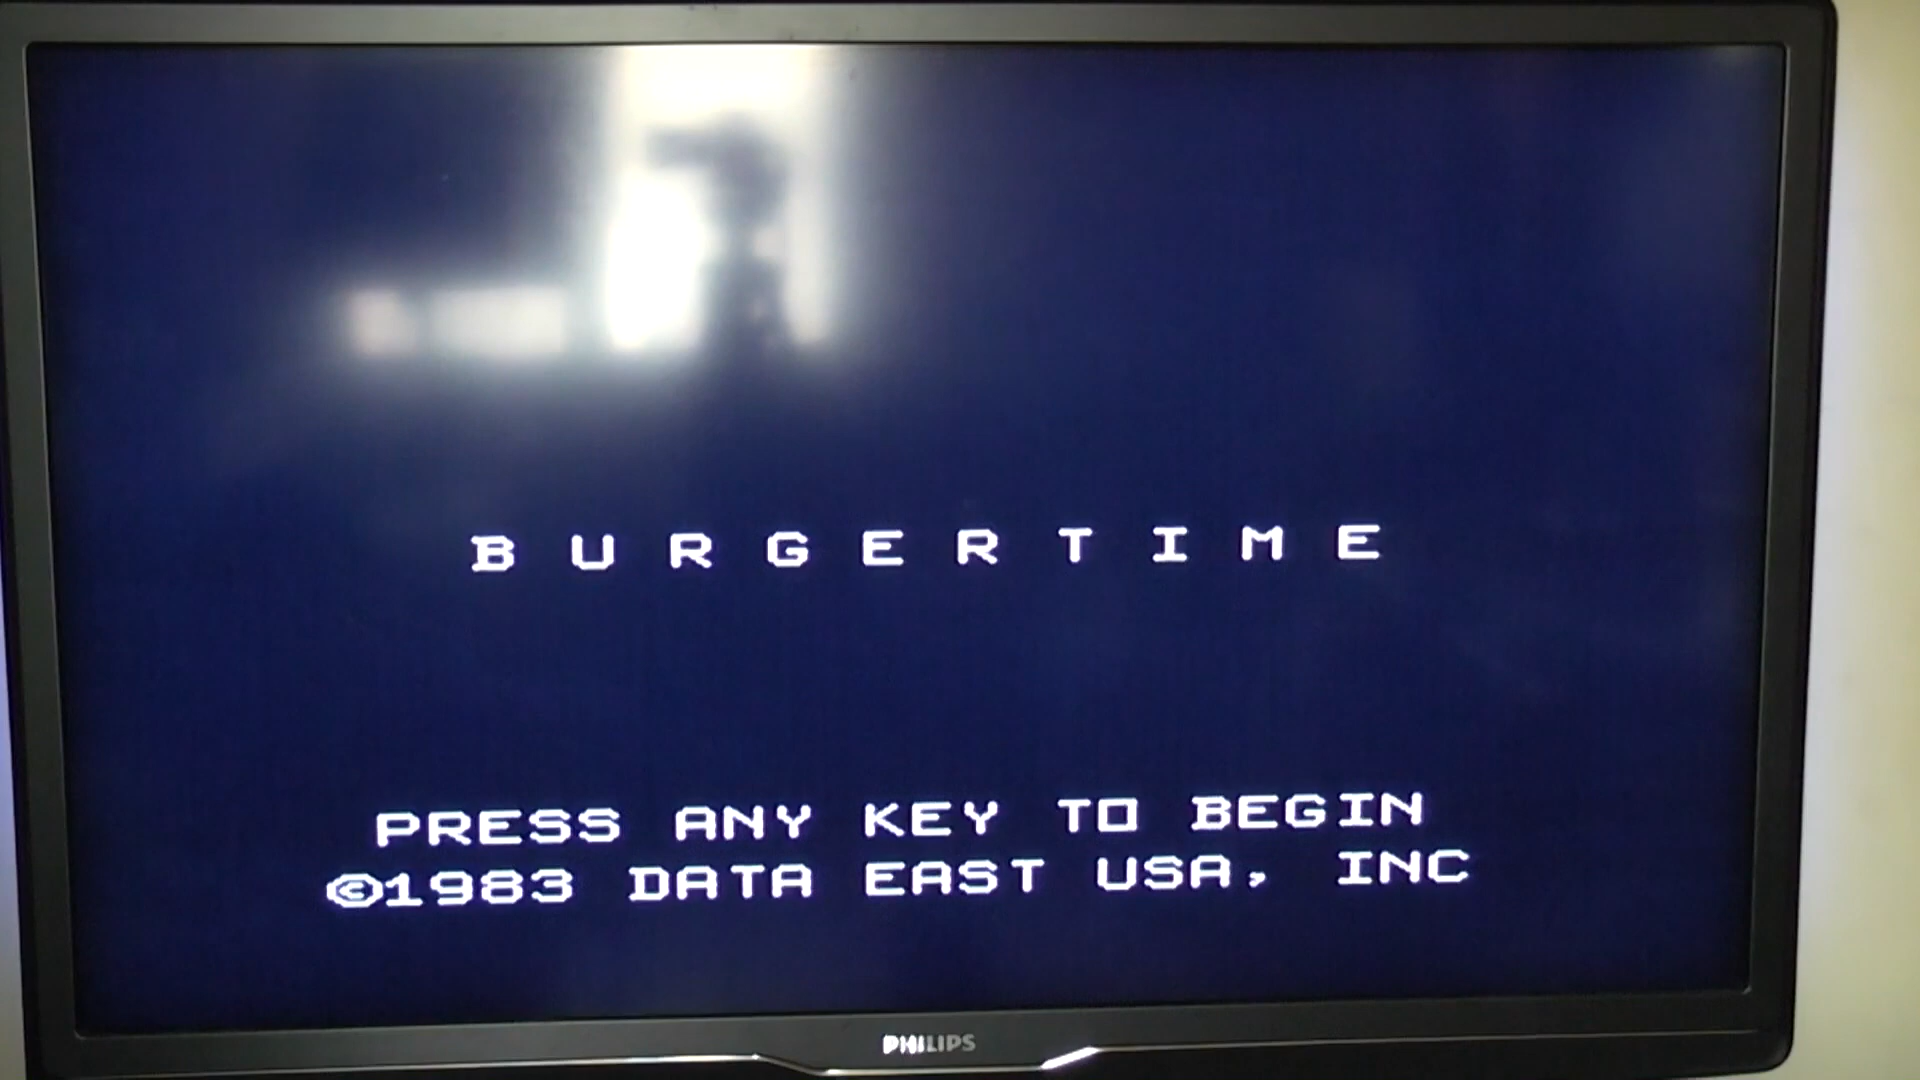 B U R G E R T I M E
PRESS ANY KEY TO BEGIN
©1983 DATA EAST USA, INC
PHILIPS